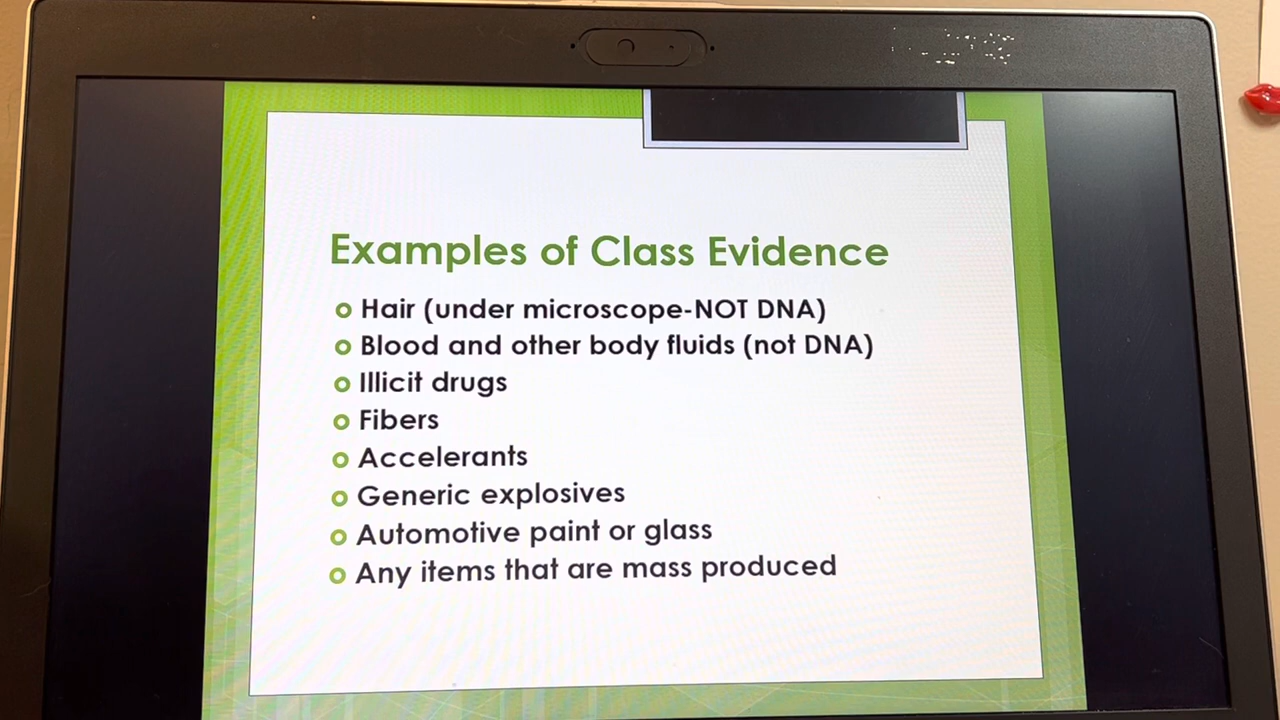 Examples of Class Evidence
Hair (under microscope-NOT DNA)
Blood and other body fluids (not DNA)
Illicit drugs
Fibers
Accelerants
Generic explosives
Automotive paint or glass
Any items that are mass produced